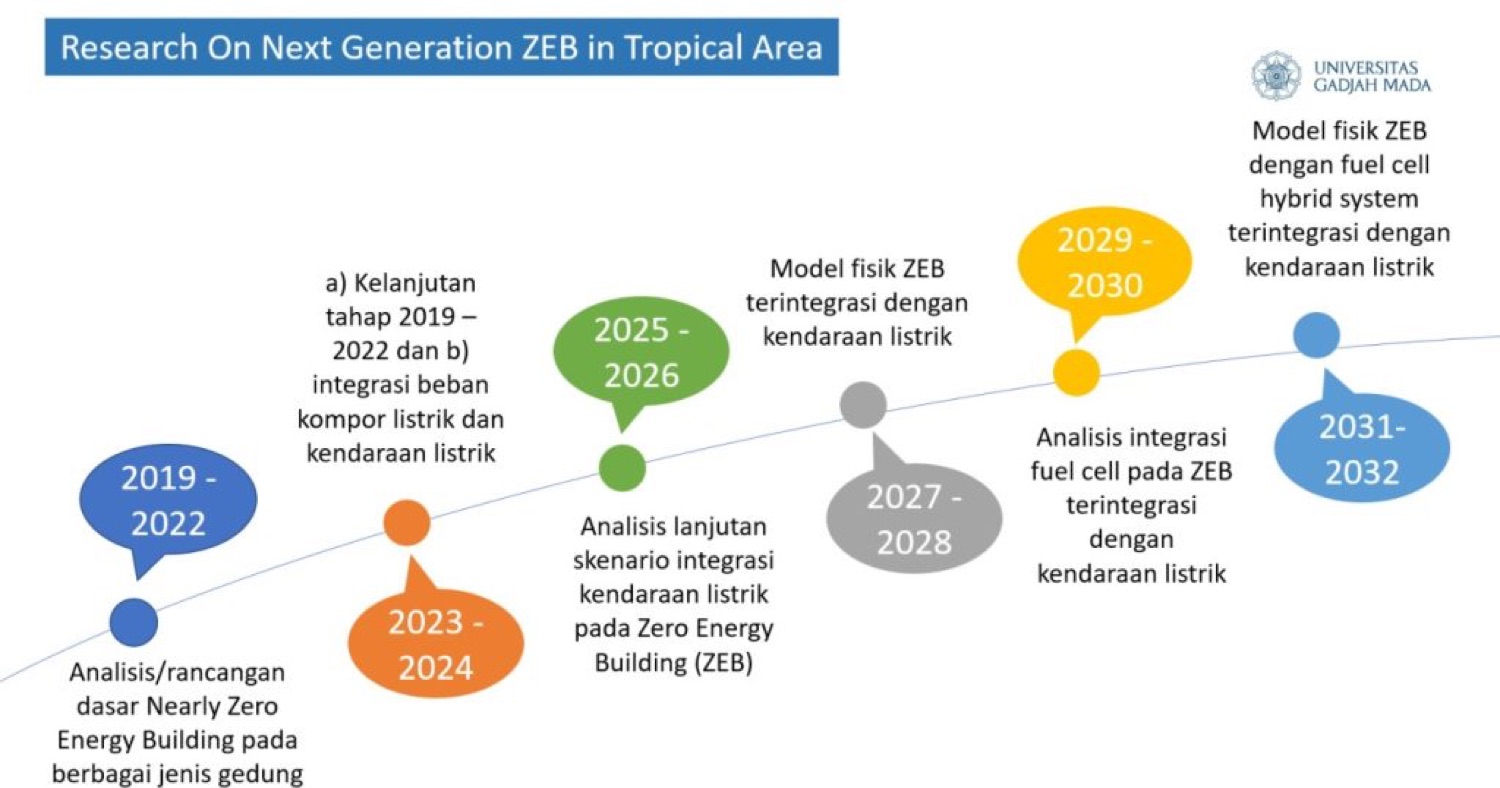 Research On Next Generation ZEB in Tropical Area
UNIVERSITAS
GADJAH MADA
2019 -
2022
Analisis/rancangan
dasar Nearly Zero
Energy Building pada
berbagai jenis gedung
a) Kelanjutan
tahap 2019 –
2022 dan b)
integrasi beban
kompor listrik dan
kendaraan listrik
2023 -
2024
2025 -
2026
Analisis lanjutan
skenario integrasi
kendaraan listrik
pada Zero Energy
Building (ZEB)
Model fisik ZEB
terintegrasi dengan
kendaraan listrik
2027 -
2028
2029 -
2030
Analisis integrasi
fuel cell pada ZEB
terintegrasi
dengan
kendaraan listrik
Model fisik ZEB
dengan fuel cell
hybrid system
terintegrasi dengan
kendaraan listrik
2031-
2032